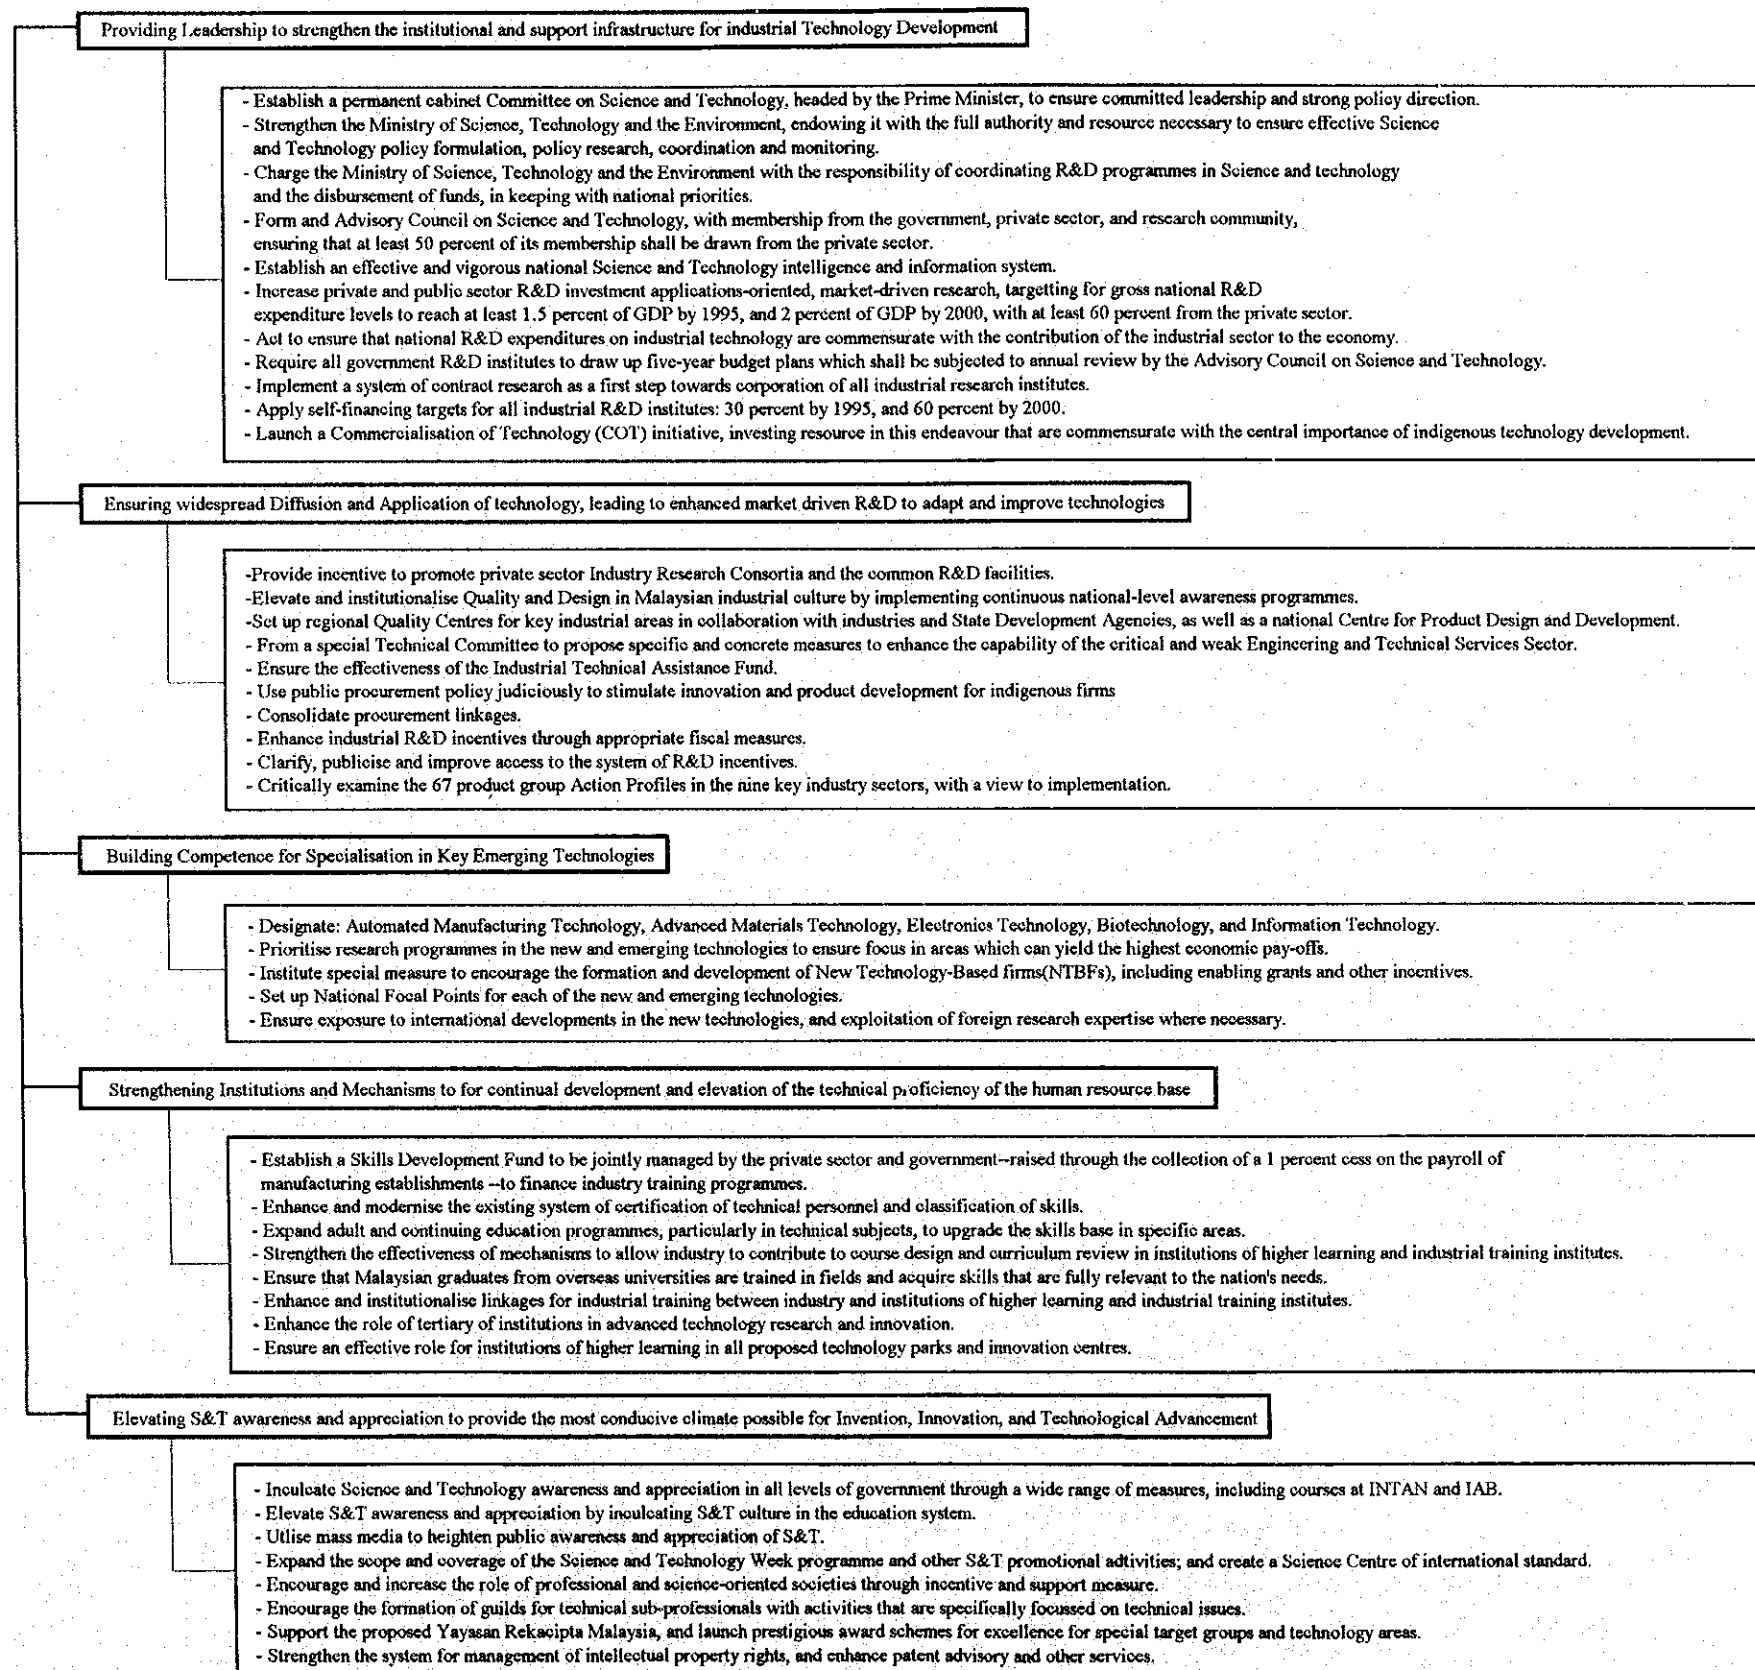 Providing Leadership to strengthen the institutional and support infrastructure for industrial Technology Development
- Establish a permanent cabinet Committee on Science and Technology, headed by the Prime Minister, to ensure committed leadership and strong policy direction.
- Strengthen the Ministry of Science, Technology and the Environment, endowing it with the full authority and resource necessary to ensure effective Science
and Technology policy formulation, policy research, coordination and monitoring.
- Charge the Ministry of Science, Technology and the Environment with the responsibility of coordinating R&D programmes in Science and technology
and the disbursement of funds, in keeping with national priorities.
- Form and Advisory Council on Science and Technology, with membership from the government, private sector, and research community,
ensuring that at least 50 percent of its membership shall be drawn from the private sector.
- Establish an effective and vigorous national Science and Technology intelligence and information system.
- Increase private and public sector R&D investment applications-oriented, market-driven research, targetting for gross national R&D
expenditure levels to reach at least 1.5 percent of GDP by 1995, and 2 percent of GDP by 2000, with at least 60 percent from the private sector.
- Act to ensure that national R&D expenditures on industrial technology are commensurate with the contribution of the industrial sector to the economy.
- Require all government R&D institutes to draw up five-year budget plans which shall be subjected to annual review by the Advisory Council on Science and Technology.
- Implement a system of contract research as a first step towards corporation of all industrial research institutes.
- Apply self-financing targets for all industrial R&D institutes: 30 percent by 1995, and 60 percent by 2000.
- Launch a Commercialisation of Technology (COT) initiative, investing resource in this endeavour that are commensurate with the central importance of indigenous technology development.
Ensuring widespread Diffusion and Application of technology, leading to enhanced market driven R&D to adapt and improve technologies
-Provide incentive to promote private sector Industry Research Consortia and the common R&D facilities.
-Elevate and institutionalise Quality and Design in Malaysian industrial culture by implementing continuous national-level awareness programmes.
-Set up regional Quality Centres for key industrial areas in collaboration with industries and State Development Agencies, as well as a national Centre for Product Design and Development.
- From a special Technical Committee to propose specific and concrete measures to enhance the capability of the critical and weak Engineering and Technical Services Sector.
- Ensure the effectiveness of the Industrial Technical Assistance Fund.
- Use public procurement policy judiciously to stimulate innovation and product development for indigenous firms
- Consolidate procurement linkages.
- Enhance industrial R&D incentives through appropriate fiscal measures.
- Clarify, publicise and improve access to the system of R&D incentives.
- Critically examine the 67 product group Action Profiles in the nine key industry sectors, with a view to implementation.
Building Competence for Specialisation in Key Emerging Technologies
- Designate: Automated Manufacturing Technology, Advanced Materials Technology, Electronics Technology, Biotechnology, and Information Technology.
- Prioritise research programmes in the new and emerging technologies to ensure focus in areas which can yield the highest economic pay-offs.
- Institute special measure to encourage the formation and development of New Technology-Based firms(NTBFs), including enabling grants and other incentives.
- Set up National Focal Points for each of the new and emerging technologies.
- Ensure exposure to international developments in the new technologies, and exploitation of foreign research expertise where necessary.
Strengthening Institutions and Mechanisms to for continual development and elevation of the technical proficiency of the human resource base
- Establish a Skills Development Fund to be jointly managed by the private sector and government--raised through the collection of a 1 percent cess on the payroll of
manufacturing establishments --to finance industry training programmes.
- Enhance and modernise the existing system of certification of technical personnel and classification of skills.
- Expand adult and continuing education programmes, particularly in technical subjects, to upgrade the skills base in specific areas.
- Strengthen the effectiveness of mechanisms to allow industry to contribute to course design and curriculum review in institutions of higher learning and industrial training institutes.
- Ensure that Malaysian graduates from overseas universities are trained in fields and acquire skills that are fully relevant to the nation's needs.
- Enhance and institutionalise linkages for industrial training between industry and institutions of higher learning and industrial training institutes.
- Enhance the role of tertiary of institutions in advanced technology research and innovation.
- Ensure an effective role for institutions of higher learning in all proposed technology parks and innovation centres.
Elevating S&T awareness and appreciation to provide the most conducive climate possible for Invention, Innovation, and Technological Advancement
- Inculcate Science and Technology awareness and appreciation in all levels of government through a wide range of measures, including courses at INTAN and IAB.
- Elevate S&T awareness and appreciation by inculcating S&T culture in the education system.
- Utlise mass media to heighten public awareness and appreciation of S&T.
- Expand the scope and coverage of the Science and Technology Week programme and other S&T promotional adtivities; and create a Science Centre of international standard.
- Encourage and increase the role of professional and science-oriented societies through incentive and support measure.
- Encourage the formation of guilds for technical sub-professionals with activities that are specifically focussed on technical issues.
- Support the proposed Yayasan Rekacipta Malaysia, and launch prestigious award schemes for excellence for special target groups and technology areas.
- Strengthen the system for management of intellectual property rights, and enhance patent advisory and other services.